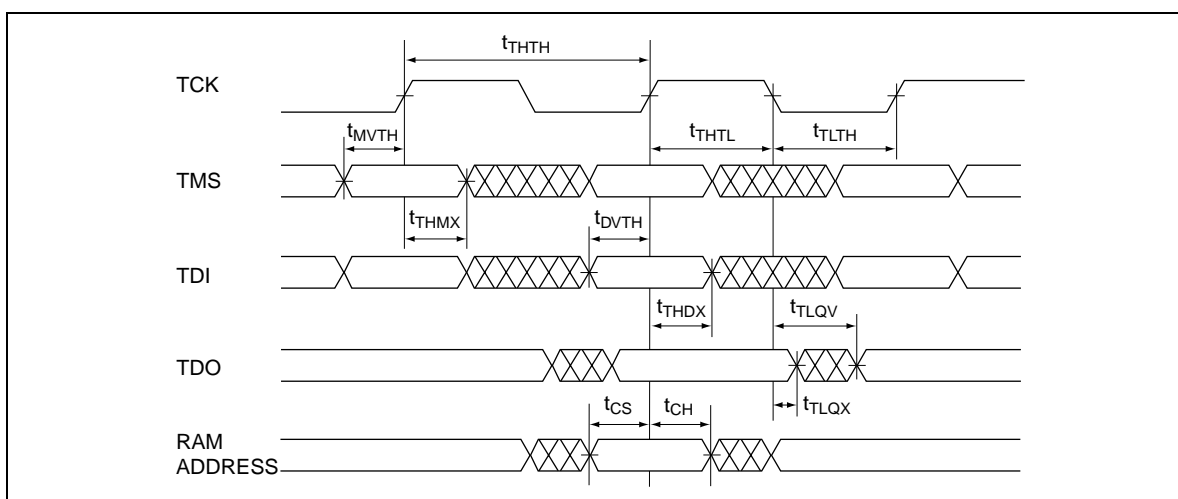 tTHTH
TCK
tMVTH
tTHTL
tTLTH
TMS
tTHMX
tDVTH
TDI
tTHDX
tTLQV
TDO
tTLQX
tCS
tCH
RAM
ADDRESS